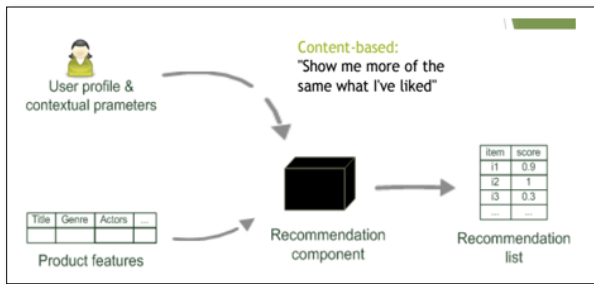 Content-based:
"Show me more of the
same what I've liked"
User profile &
contextual prameters
item score
i1 0.9
i2 1
i3 0.3
... ...
Title Genre Actors ...
Product features
Recommendation
component
Recommendation
list